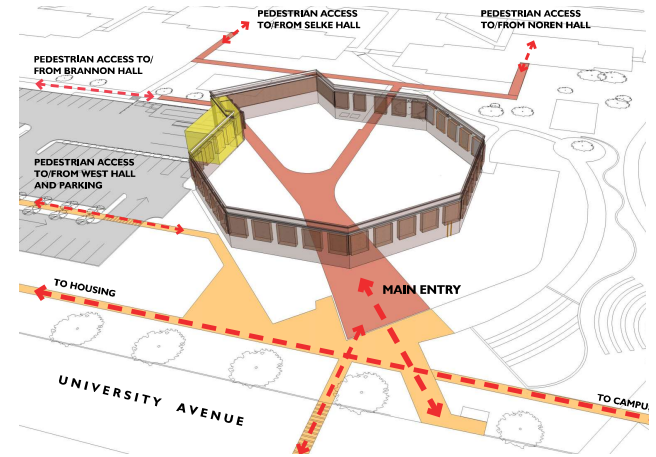 PEDESTRIAN ACCESS
TO/FROM SELKE HALL
PEDESTRIAN ACCESS
TO/FROM NOREN HALL
PEDESTRIAN ACCESS TO/
FROM BRANNON HALL
PEDESTRIAN ACCESS
TO/FROM WEST HALL
AND PARKING
MAIN ENTRY
TO HOUSING
TO CAMPU
UNIVERSITY AVENUE